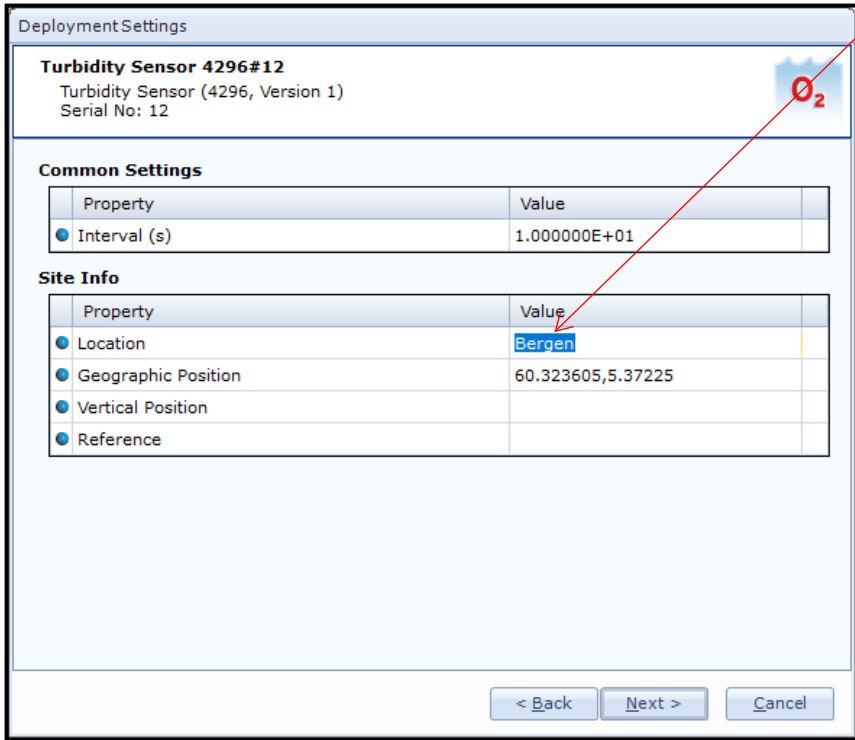 Deployment Settings
Turbidity Sensor 4296#12
Turbidity Sensor (4296, Version 1)
Serial No: 12
O₂
Common Settings
Property Value
Interval (s) 1.000000E+01
Site Info
Property Value
Location Bergen
Geographic Position 60.323605,5.37225
Vertical Position
Reference
< Back Next > Cancel